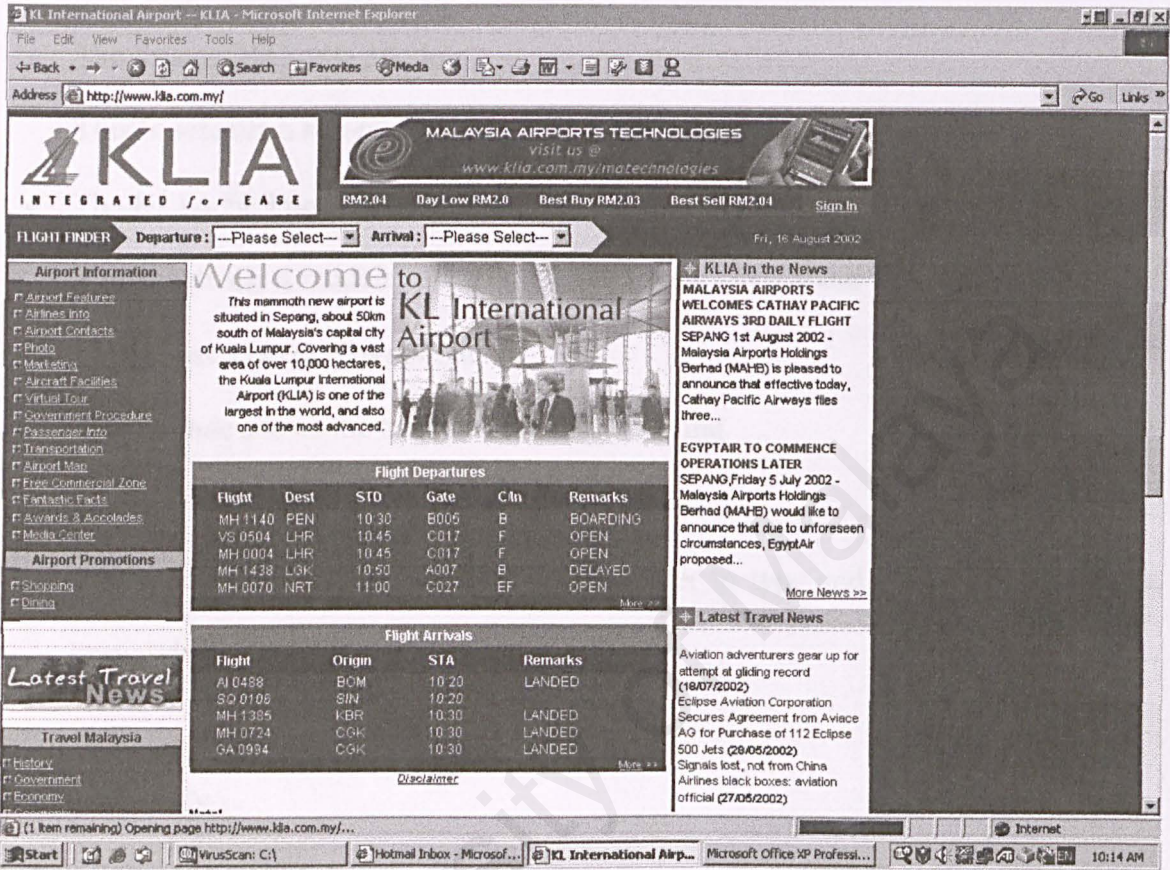 KL International Airport -- KLIA - Microsoft Internet Explorer
File Edit View Favorites Tools Help
Back Search Favorites Media
Address http://www.klia.com.my/ Go Links »
KLIA
INTEGRATED for EASE
MALAYSIA AIRPORTS TECHNOLOGIES
visit us @
www.klia.com.my/matechnologies
RM2.04 Day Low RM2.0 Best Buy RM2.03 Best Sell RM2.04 Sign In
FLIGHT FINDER Departure: ---Please Select--- Arrival: ---Please Select---
Fri, 16 August 2002
Airport Information
Airport Features
Airlines Info
Airport Contacts
Photo
Marketing
Aircraft Facilities
Virtual Tour
Government Procedure
Passenger Info
Transportation
Airport Map
Free Commercial Zone
Fantastic Facts
Awards & Accolades
Media Center
Airport Promotions
Shopping
Dining
Latest Travel
News
Travel Malaysia
History
Government
Economy
Welcome to
KL International
Airport
This mammoth new airport is
situated in Sepang, about 50km
south of Malaysia's capital city
of Kuala Lumpur. Covering a vast
area of over 10,000 hectares,
the Kuala Lumpur International
Airport (KLIA) is one of the
largest in the world, and also
one of the most advanced.
Flight Departures
Flight Dest STD Gate C/In Remarks
MH 1140 PEN 10:30 B005 B BOARDING
VS 0504 LHR 10:45 C017 F OPEN
MH 0004 LHR 10:45 C017 F OPEN
MH 1438 LGK 10:50 A007 B DELAYED
MH 0070 NRT 11:00 C027 EF OPEN
More >>
Flight Arrivals
Flight Origin STA Remarks
AI 0488 BOM 10:20 LANDED
SQ 0106 SIN 10:20
MH 1385 KBR 10:30 LANDED
MH 0724 CGK 10:30 LANDED
GA 0994 CGK 10:30 LANDED
More >>
Disclaimer
KLIA in the News
MALAYSIA AIRPORTS
WELCOMES CATHAY PACIFIC
AIRWAYS 3RD DAILY FLIGHT
SEPANG 1st August 2002 -
Malaysia Airports Holdings
Berhad (MAHB) is pleased to
announce that effective today,
Cathay Pacific Airways flies
three...
EGYPTAIR TO COMMENCE
OPERATIONS LATER
SEPANG,Friday 5 July 2002 -
Malaysia Airports Holdings
Berhad (MAHB) would like to
announce that due to unforeseen
circumstances, EgyptAir
proposed...
More News >>
Latest Travel News
Aviation adventurers gear up for
attempt at gliding record
(18/07/2002)
Eclipse Aviation Corporation
Secures Agreement from Aviace
AG for Purchase of 112 Eclipse
500 Jets (28/05/2002)
Signals lost, not from China
Airlines black boxes: aviation
official (27/05/2002)
(1 item remaining) Opening page http://www.klia.com.my/... Internet
Start VirusScan: C:\ Hotmail Inbox - Microsof... KL International Airp... Microsoft Office XP Professi... EN 10:14 AM